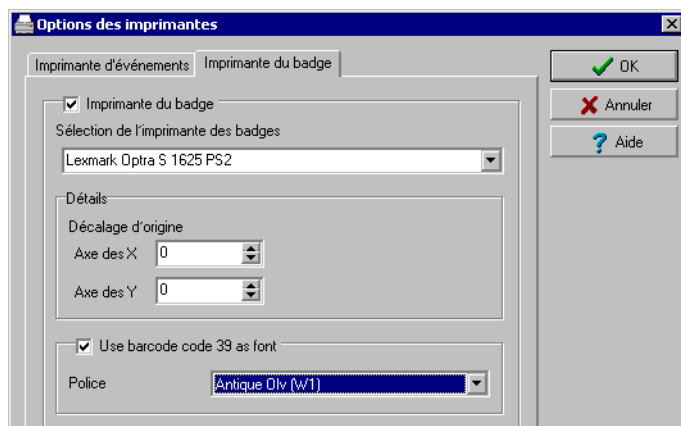 Options des imprimantes
Imprimante d'événements
Imprimante du badge
OK
Annuler
Aide
Imprimante du badge
Sélection de l'imprimante des badges
Lexmark Optra S 1625 PS2
Détails
Décalage d'origine
Axe des X 0
Axe des Y 0
Use barcode code 39 as font
Police Antique Olv (W1)